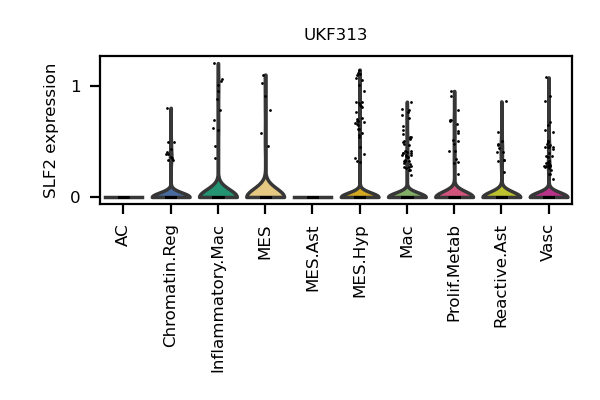 UKF313
SLF2 expression
1
0
AC
Chromatin.Reg
Inflammatory.Mac
MES
MES.Ast
MES.Hyp
Mac
Prolif.Metab
Reactive.Ast
Vasc